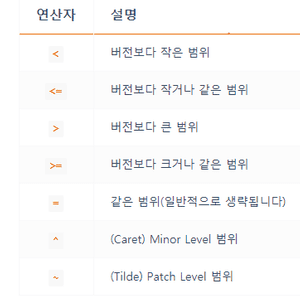 연산자 설명
< 버전보다 작은 범위
<= 버전보다 작거나 같은 범위
> 버전보다 큰 범위
>= 버전보다 크거나 같은 범위
= 같은 범위(일반적으로 생략됩니다)
^ (Caret) Minor Level 범위
~ (Tilde) Patch Level 범위